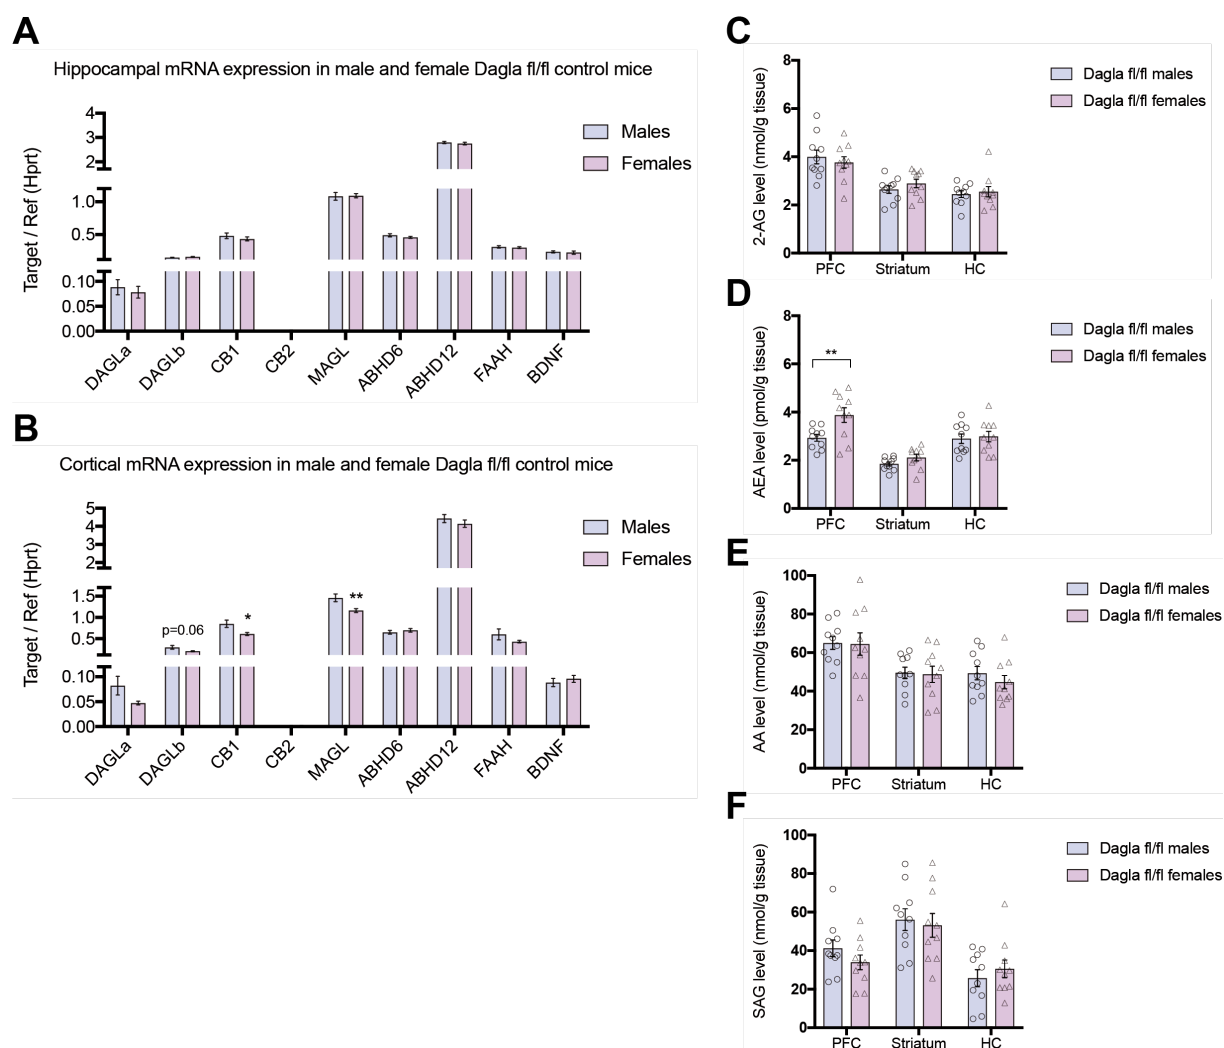 A
Hippocampal mRNA expression in male and female Dagla fl/fl control mice
Target / Ref (Hprt)
4
3
2
1.0
0.5
0.10
0.05
0.00
DAGLa
DAGLb
CB1
CB2
MAGL
ABHD6
ABHD12
FAAH
BDNF
Males
Females
B
Cortical mRNA expression in male and female Dagla fl/fl control mice
Target / Ref (Hprt)
5
4
3
2
1.5
1.0
0.5
0.10
0.05
0.00
p=0.06
*
**
DAGLa
DAGLb
CB1
CB2
MAGL
ABHD6
ABHD12
FAAH
BDNF
Males
Females
C
2-AG level (nmol/g tissue)
8
6
4
2
0
PFC
Striatum
HC
Dagla fl/fl males
Dagla fl/fl females
D
AEA level (pmol/g tissue)
8
6
4
2
0
**
PFC
Striatum
HC
Dagla fl/fl males
Dagla fl/fl females
E
AA level (nmol/g tissue)
100
80
60
40
20
0
PFC
Striatum
HC
Dagla fl/fl males
Dagla fl/fl females
F
SAG level (nmol/g tissue)
100
80
60
40
20
0
PFC
Striatum
HC
Dagla fl/fl males
Dagla fl/fl females